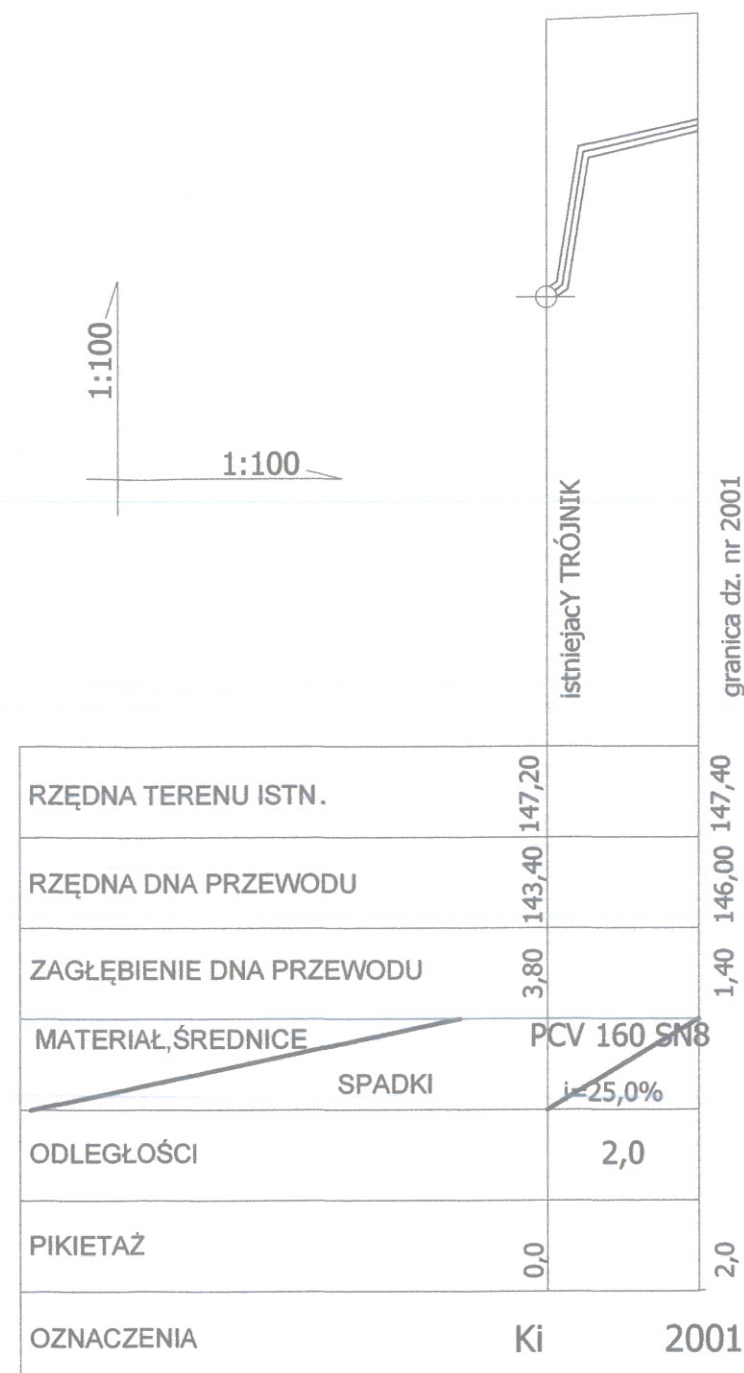 1:100
1:100
istniejacY TRÓJNIK
granica dz. nr 2001
RZĘDNA TERENU ISTN. 147,20 147,40
RZĘDNA DNA PRZEWODU 143,40 146,00
ZAGŁĘBIENIE DNA PRZEWODU 3,80 1,40
MATERIAŁ,ŚREDNICE PCV 160 SN8
SPADKI i=25,0%
ODLEGŁOŚCI 2,0
PIKIETAŻ 0,0 2,0
OZNACZENIA Ki 2001